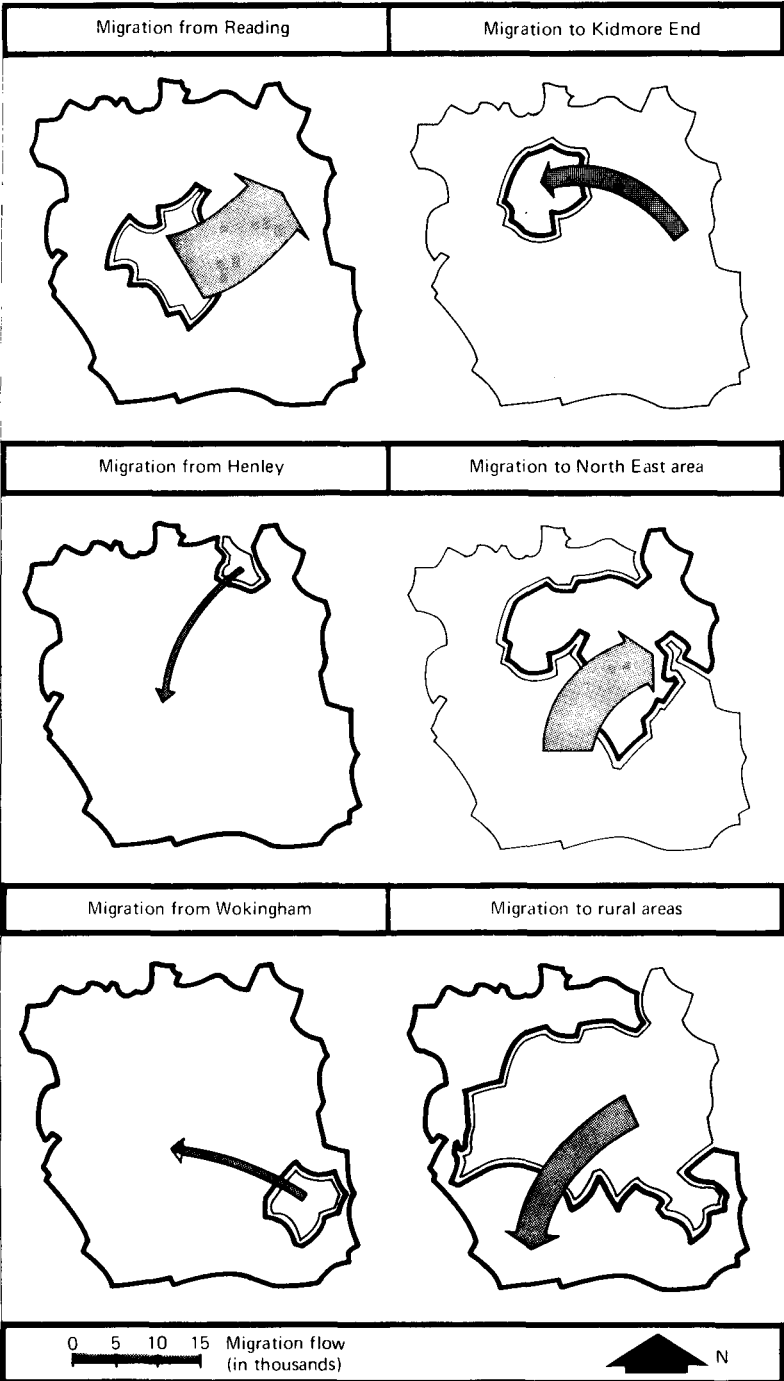 Migration from Reading
Migration to Kidmore End
Migration from Henley
Migration to North East area
Migration from Wokingham
Migration to rural areas
0 5 10 15 Migration flow
(in thousands)
N